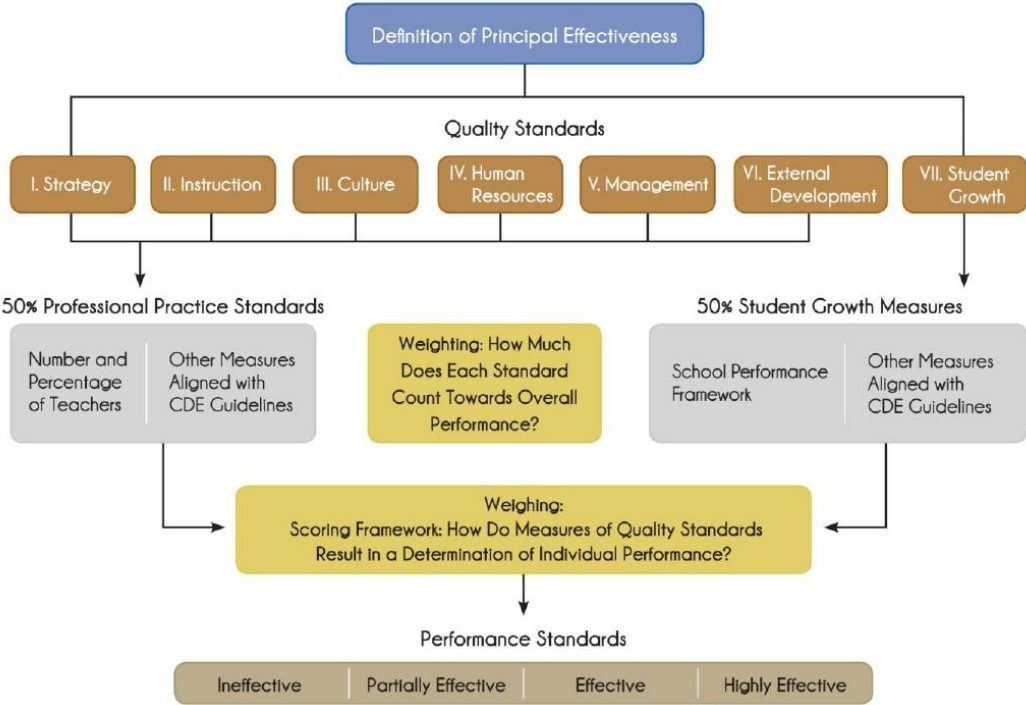 Definition of Principal Effectiveness
Quality Standards
I. Strategy
II. Instruction
III. Culture
IV. Human
Resources
V. Management
VI. External
Development
VII. Student
Growth
50% Professional Practice Standards
Number and
Percentage
of Teachers
Other Measures
Aligned with
CDE Guidelines
Weighting: How Much
Does Each Standard
Count Towards Overall
Performance?
50% Student Growth Measures
School Performance
Framework
Other Measures
Aligned with
CDE Guidelines
Weighing:
Scoring Framework: How Do Measures of Quality Standards
Result in a Determination of Individual Performance?
Performance Standards
Ineffective
Partially Effective
Effective
Highly Effective